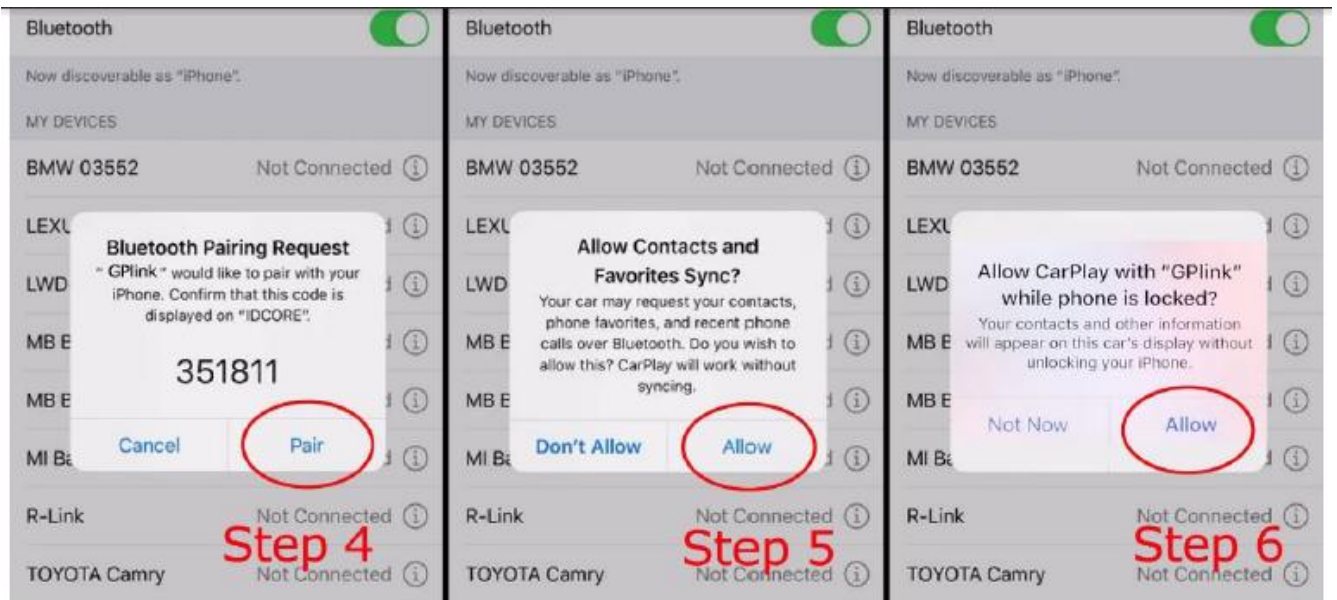 Bluetooth
Now discoverable as "iPhone".
MY DEVICES
BMW 03552 Not Connected
LEXU
LWD
MB E
MB E
MI Ba
R-Link Not Connected
TOYOTA Camry Not Connected
Bluetooth Pairing Request
" GPlink " would like to pair with your
iPhone. Confirm that this code is
displayed on "IDCORE".
351811
Cancel Pair
Step 4
Bluetooth
Now discoverable as "iPhone".
MY DEVICES
BMW 03552 Not Connected
LEXU
LWD
MB E
MB E
MI Ba
R-Link Not Connected
TOYOTA Camry Not Connected
Allow Contacts and
Favorites Sync?
Your car may request your contacts,
phone favorites, and recent phone
calls over Bluetooth. Do you wish to
allow this? CarPlay will work without
syncing.
Don't Allow Allow
Step 5
Bluetooth
Now discoverable as "iPhone".
MY DEVICES
BMW 03552 Not Connected
LEXU
LWD
MB E
MB E
MI Ba
R-Link Not Connected
TOYOTA Camry Not Connected
Allow CarPlay with "GPlink"
while phone is locked?
Your contacts and other information
will appear on this car's display without
unlocking your iPhone.
Not Now Allow
Step 6